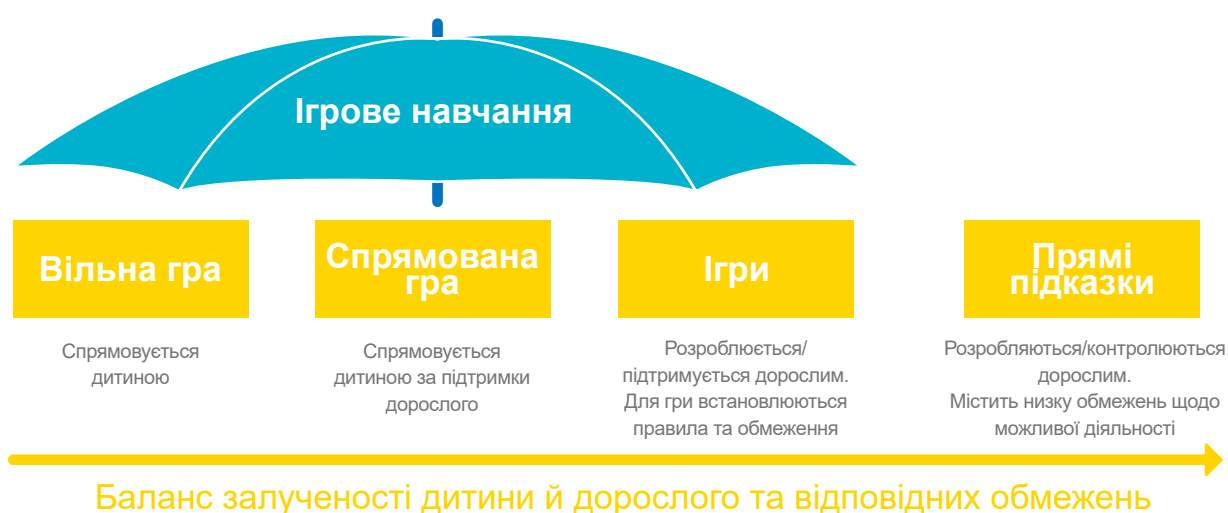 Ігрове навчання
Вільна гра
Спрямовується
дитиною
Спрямована
гра
Спрямовується
дитиною за підтримки
дорослого
Ігри
Розроблюється/
підтримується дорослим.
Для гри встановлюються
правила та обмеження
Прямі
підказки
Розробляються/контролюються
дорослим.
Містить низку обмежень щодо
можливої діяльності
Баланс залученості дитини й дорослого та відповідних обмежень